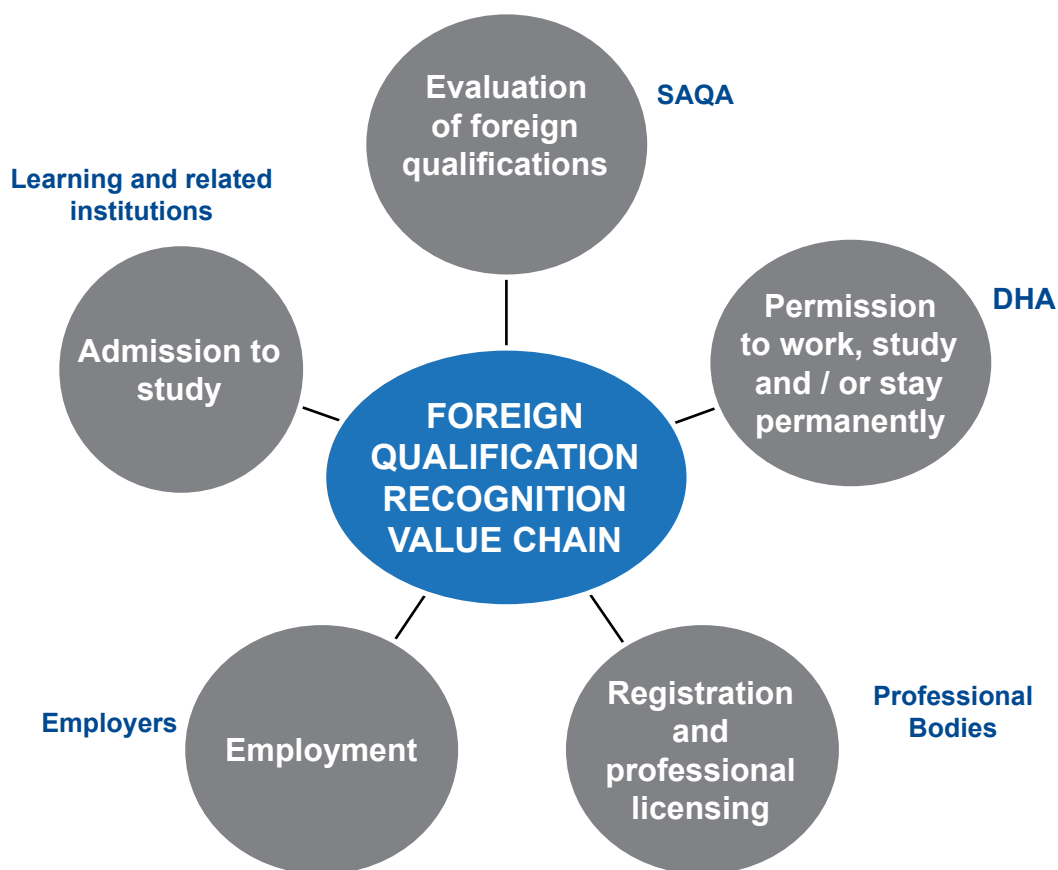 Evaluation
of foreign
qualifications
SAQA
Learning and related
institutions
Admission to
study
Permission
to work, study
and / or stay
permanently
DHA
FOREIGN
QUALIFICATION
RECOGNITION
VALUE CHAIN
Employers
Employment
Registration
and
professional
licensing
Professional
Bodies